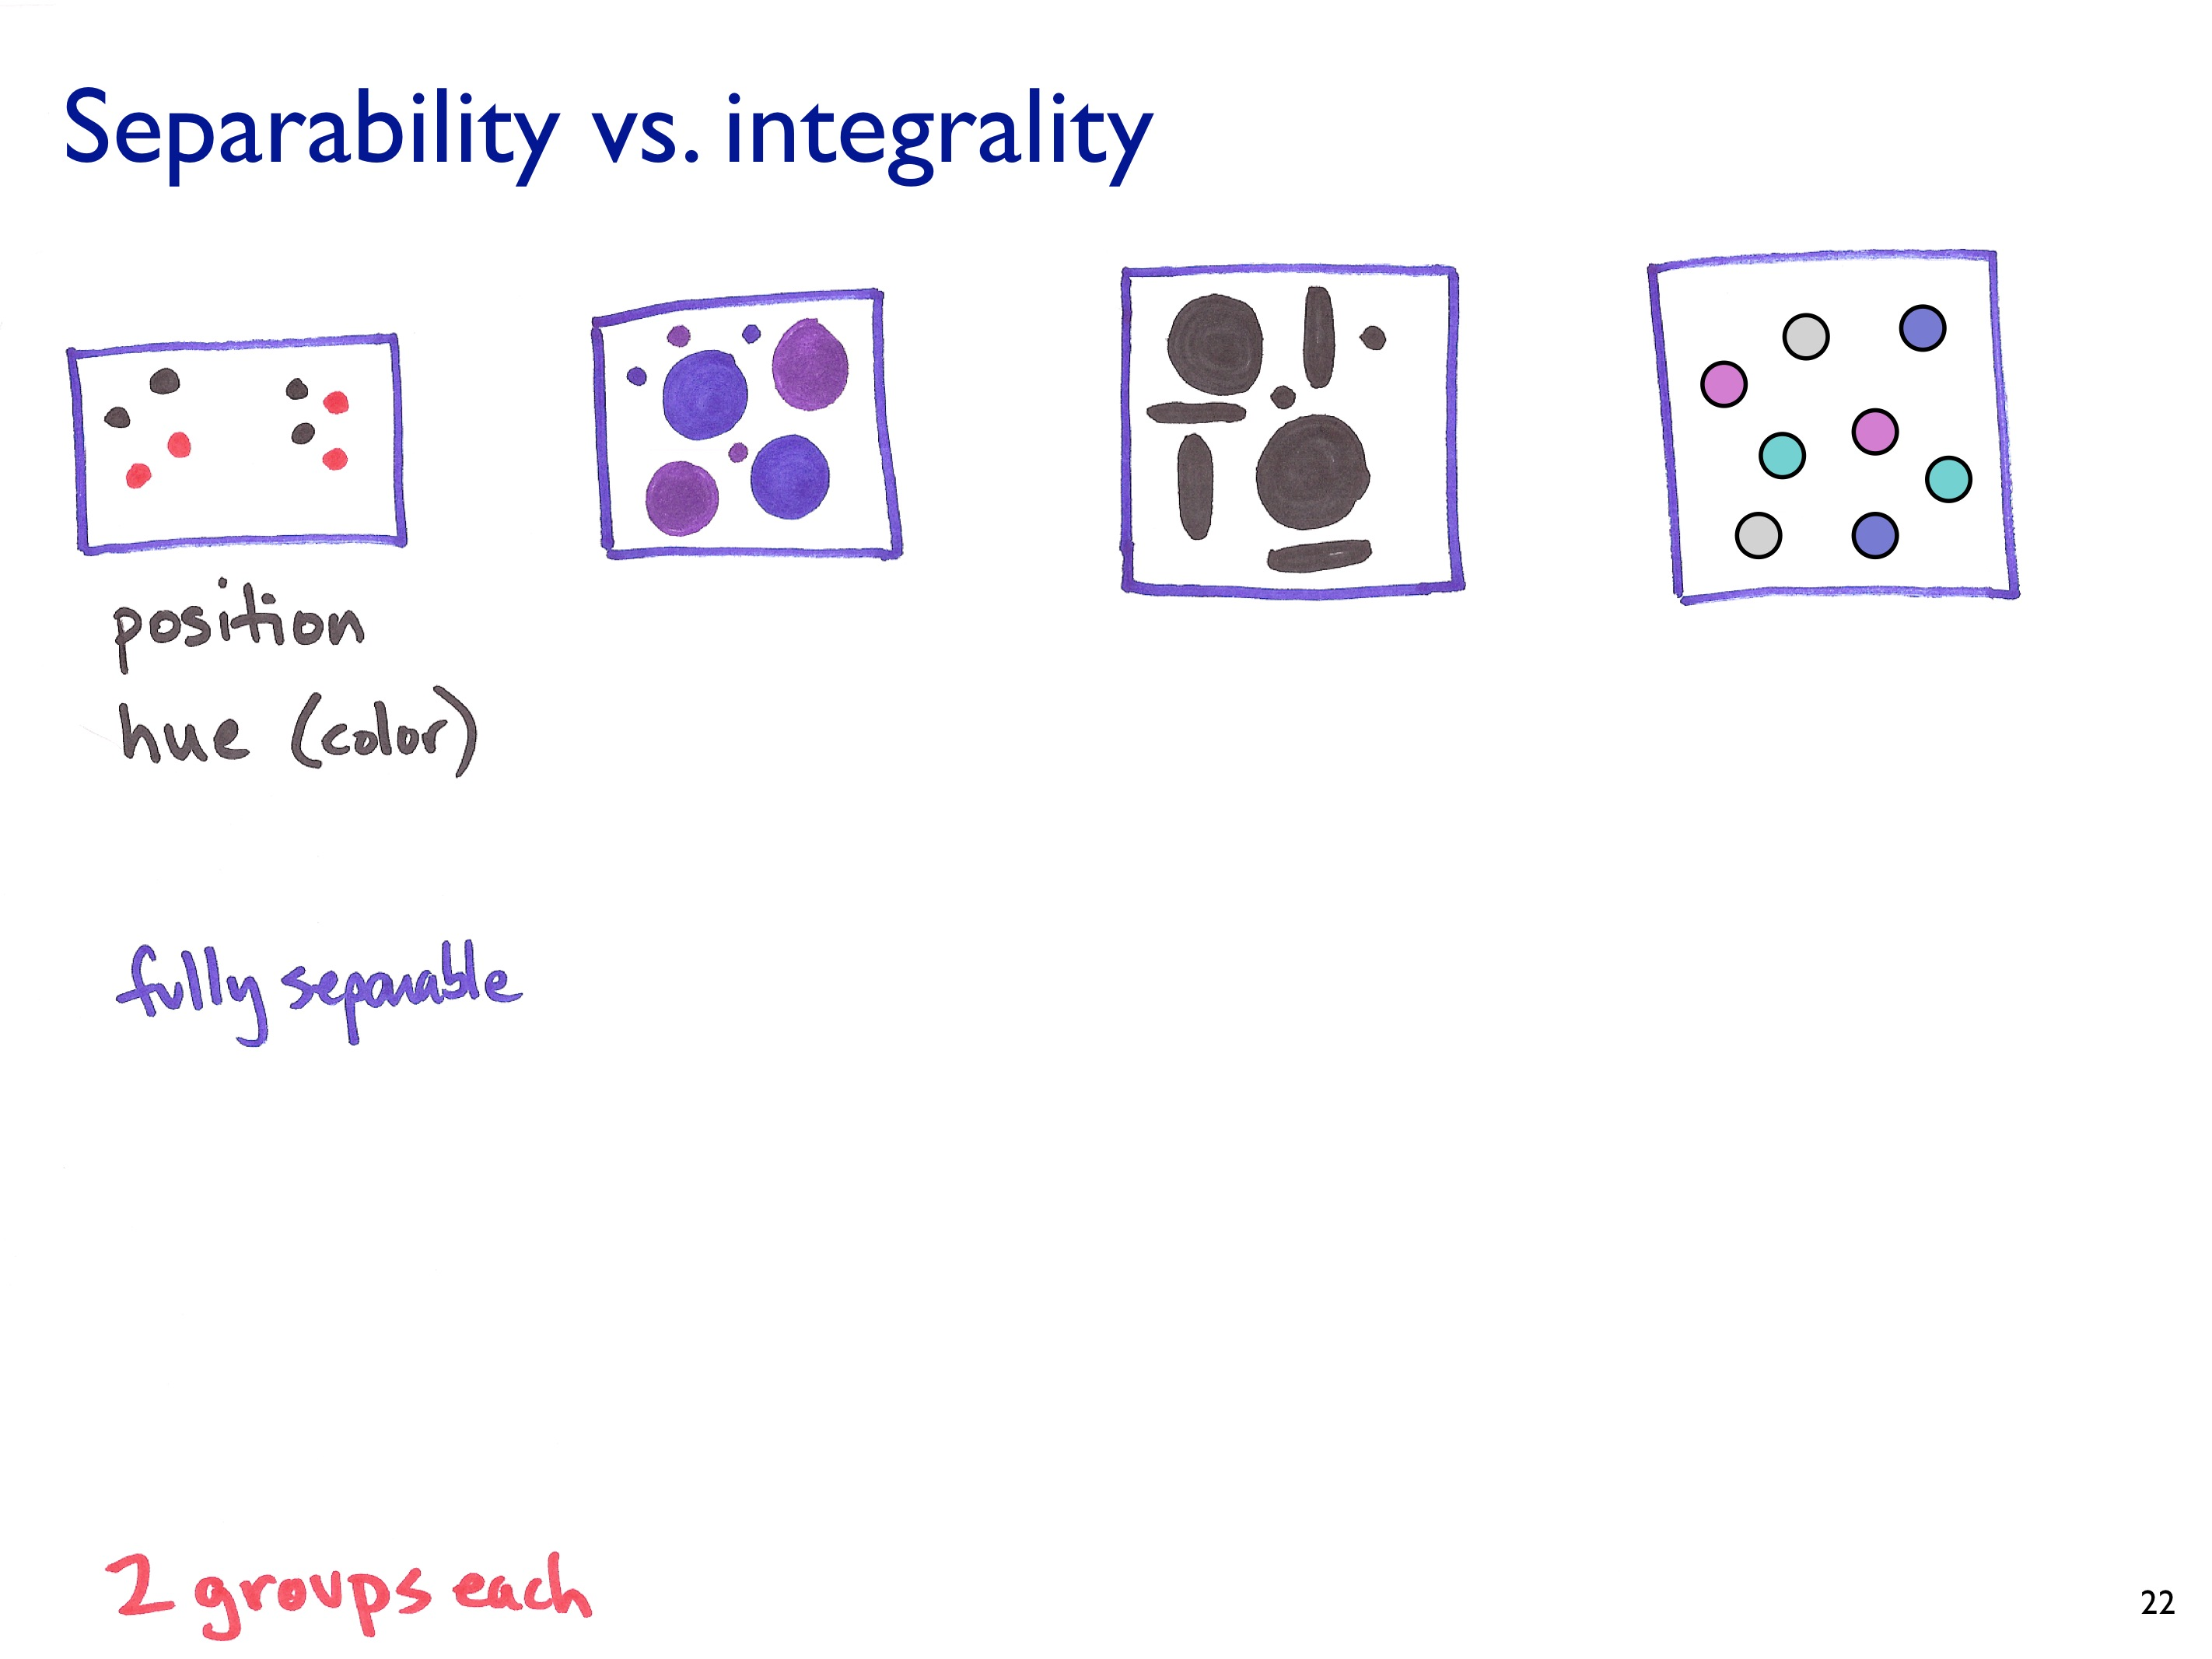 Separability vs. integrality
position
hue (color)
fully separable
2 groups each
22